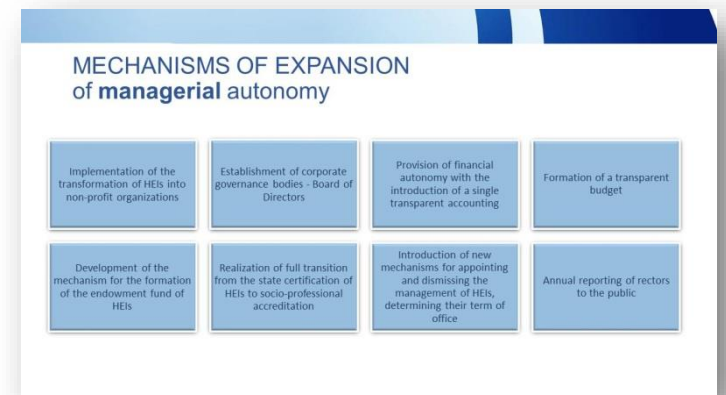 MECHANISMS OF EXPANSION
of managerial autonomy
Implementation of the
transformation of HEIs into
non-profit organizations
Establishment of corporate
governance bodies - Board of
Directors
Provision of financial
autonomy with the
introduction of a single
transparent accounting
Formation of a transparent
budget
Development of the
mechanism for the formation
of the endowment fund of
HEIs
Realization of full transition
from the state certification of
HEIs to socio-professional
accreditation
Introduction of new
mechanisms for appointing
and dismissing the
management of HEIs,
determining their term of
office
Annual reporting of rectors
to the public